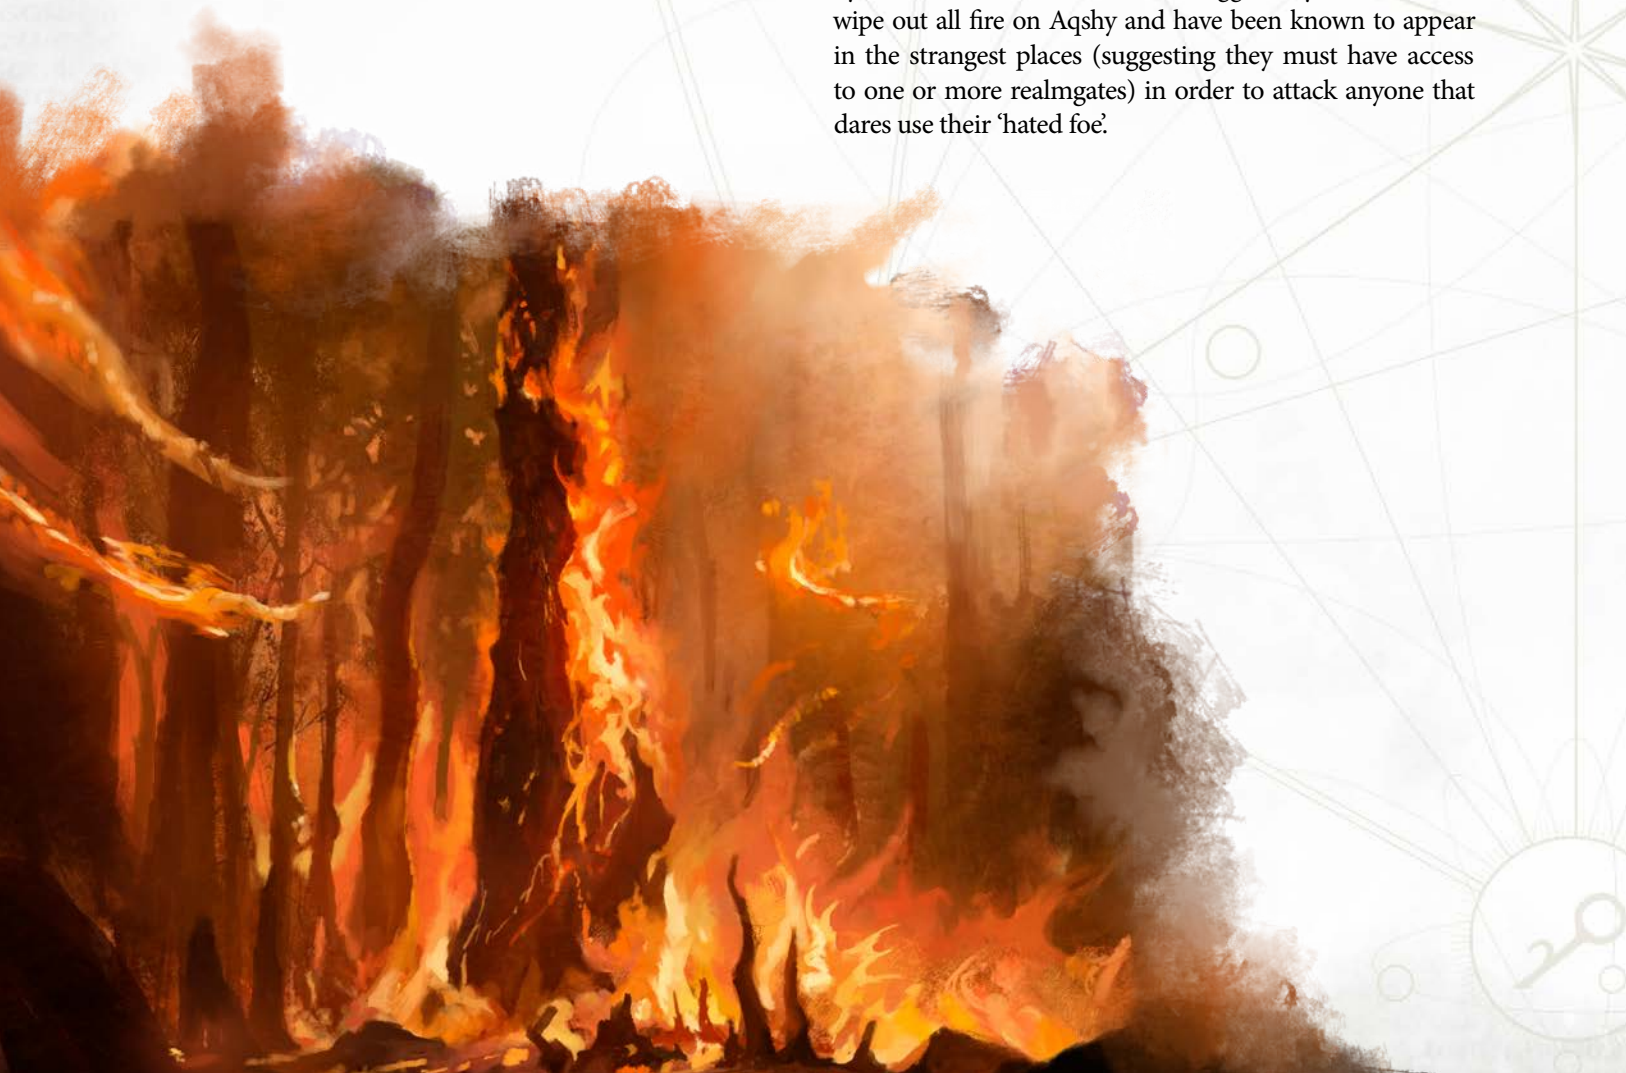 wipe out all fire on Aqshy and have been known to appear
in the strangest places (suggesting they must have access
to one or more realmgates) in order to attack anyone that
dares use their ‘hated foe’.